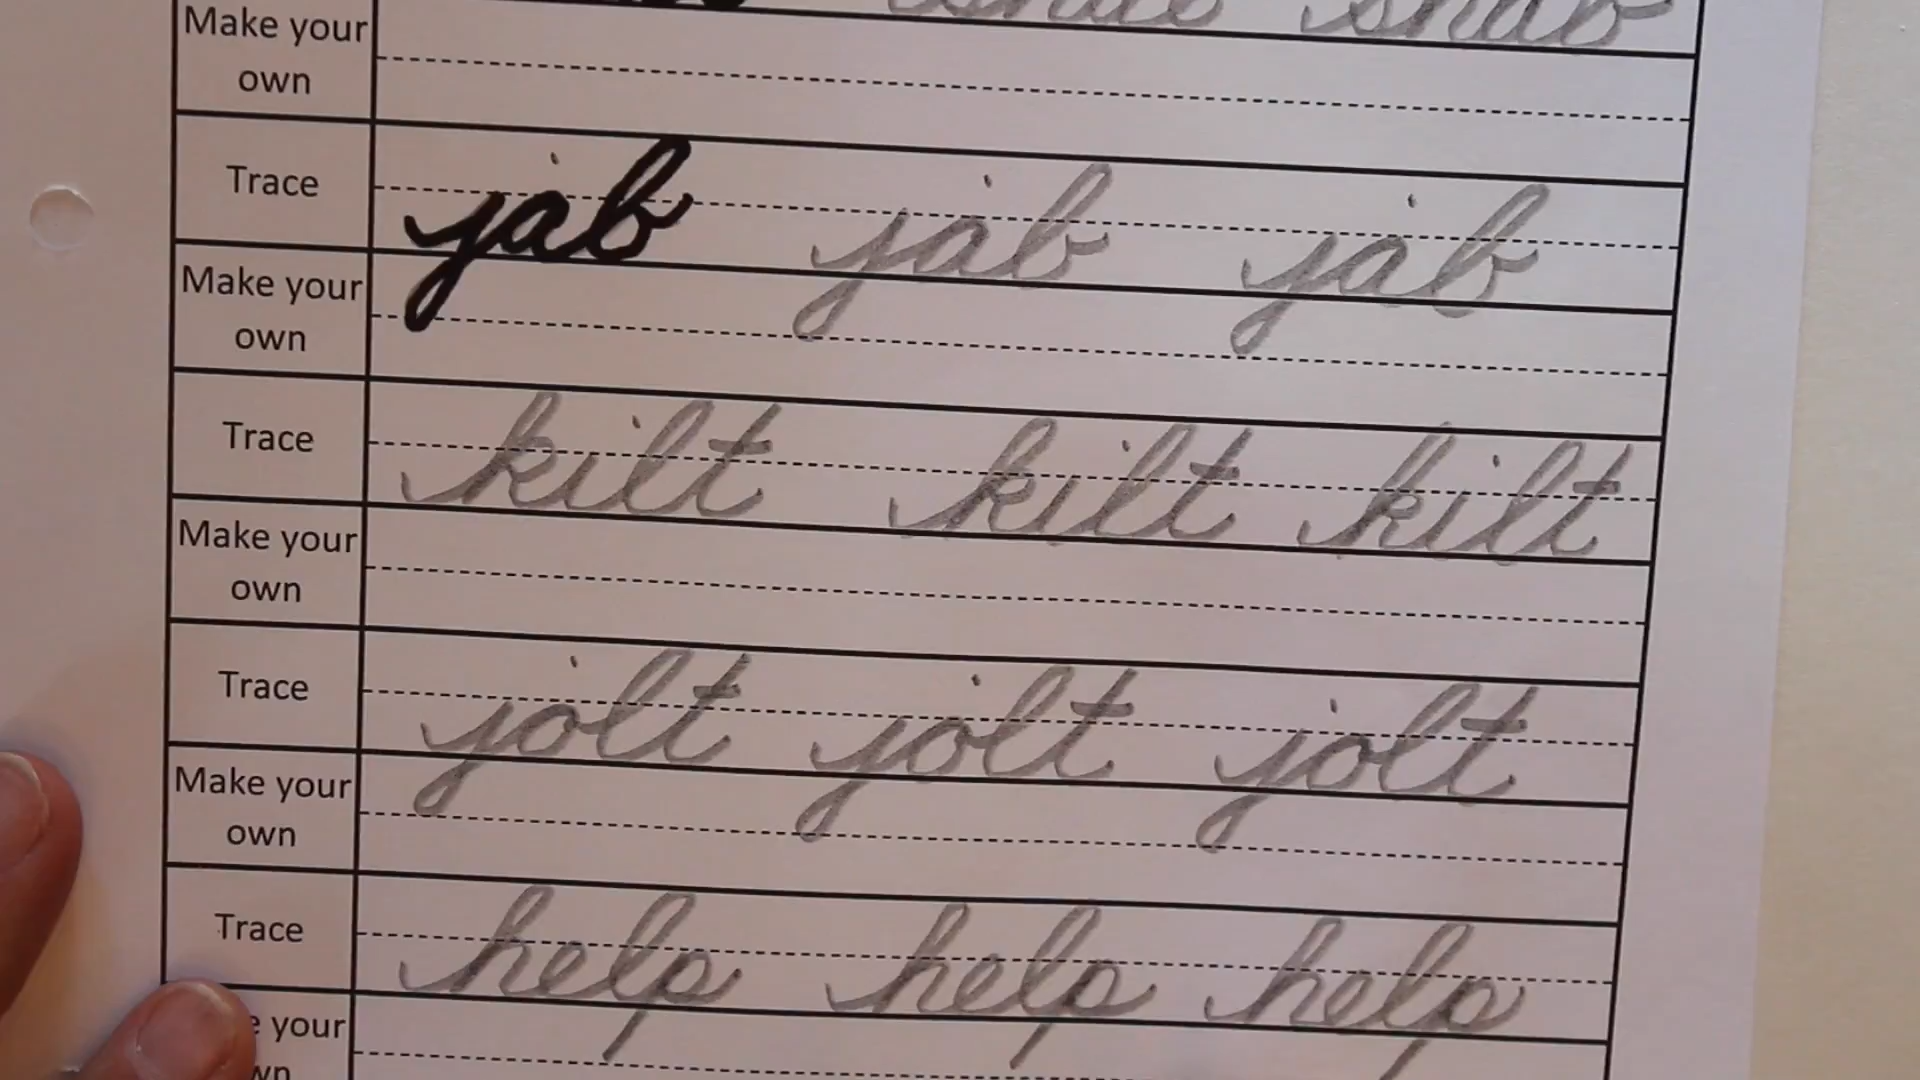 shab
Make your own
Trace jab jab jab
Make your own
Trace kilt kilt kilt
Make your own
Trace jolt jolt jolt
Make your own
Trace help help help
your